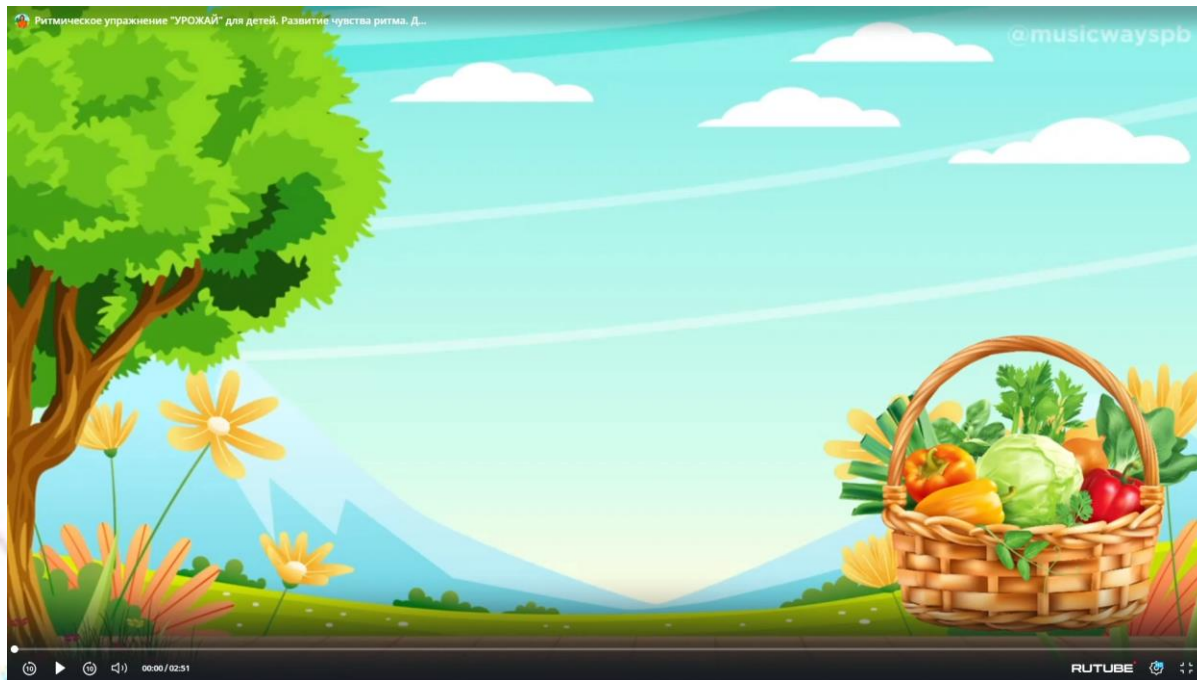 Ритмическое упражнение "УРОЖАЙ" для детей. Развитие чувства ритма. Д...
@musicwayspb
10
10
00:00 / 02:51
RUTUBE